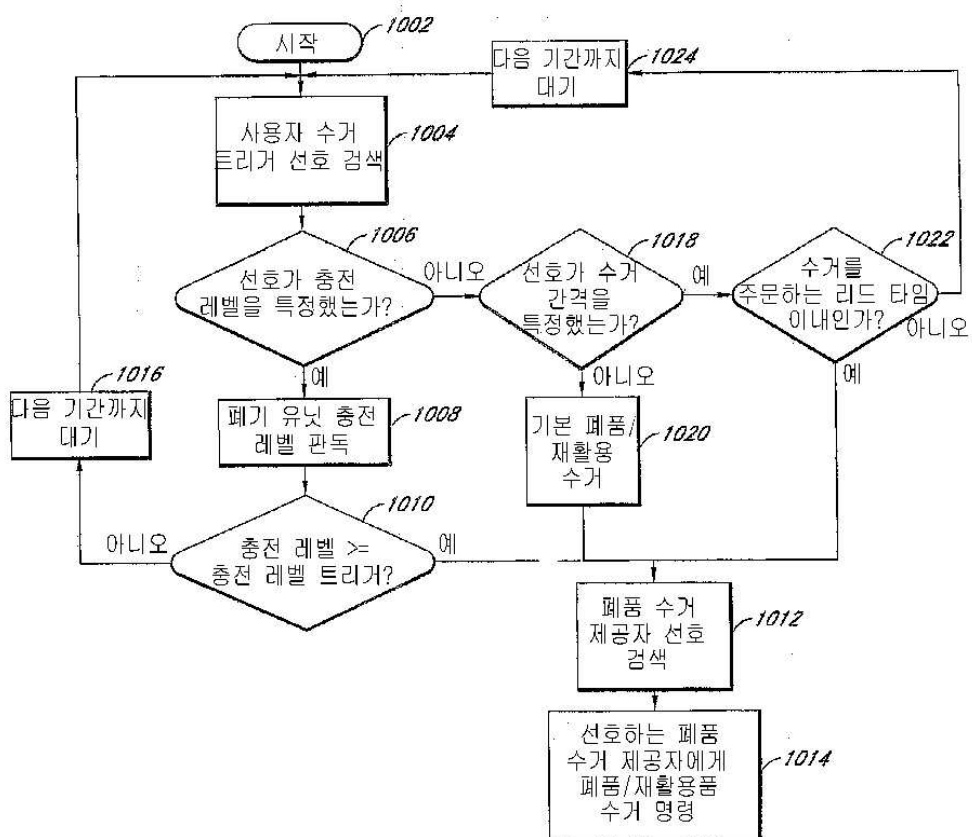 시작
1002
다음 기간까지
대기
1024
사용자 수거
트리거 선호 검색
1004
선호가 충전
레벨을 특정했는가?
1006
아니오
예
선호가 수거
간격을
특정했는가?
1018
예
아니오
수거를
주문하는 리드 타임
이내인가?
1022
아니오
예
다음 기간까지
대기
1016
폐기 유닛 충전
레벨 판독
1008
기본 폐품/
재활용
수거
1020
충전 레벨 >=
충전 레벨 트리거?
1010
아니오
예
폐품 수거
제공자 선호
검색
1012
선호하는 폐품
수거 제공자에게
폐품/재활용품
수거 명령
1014